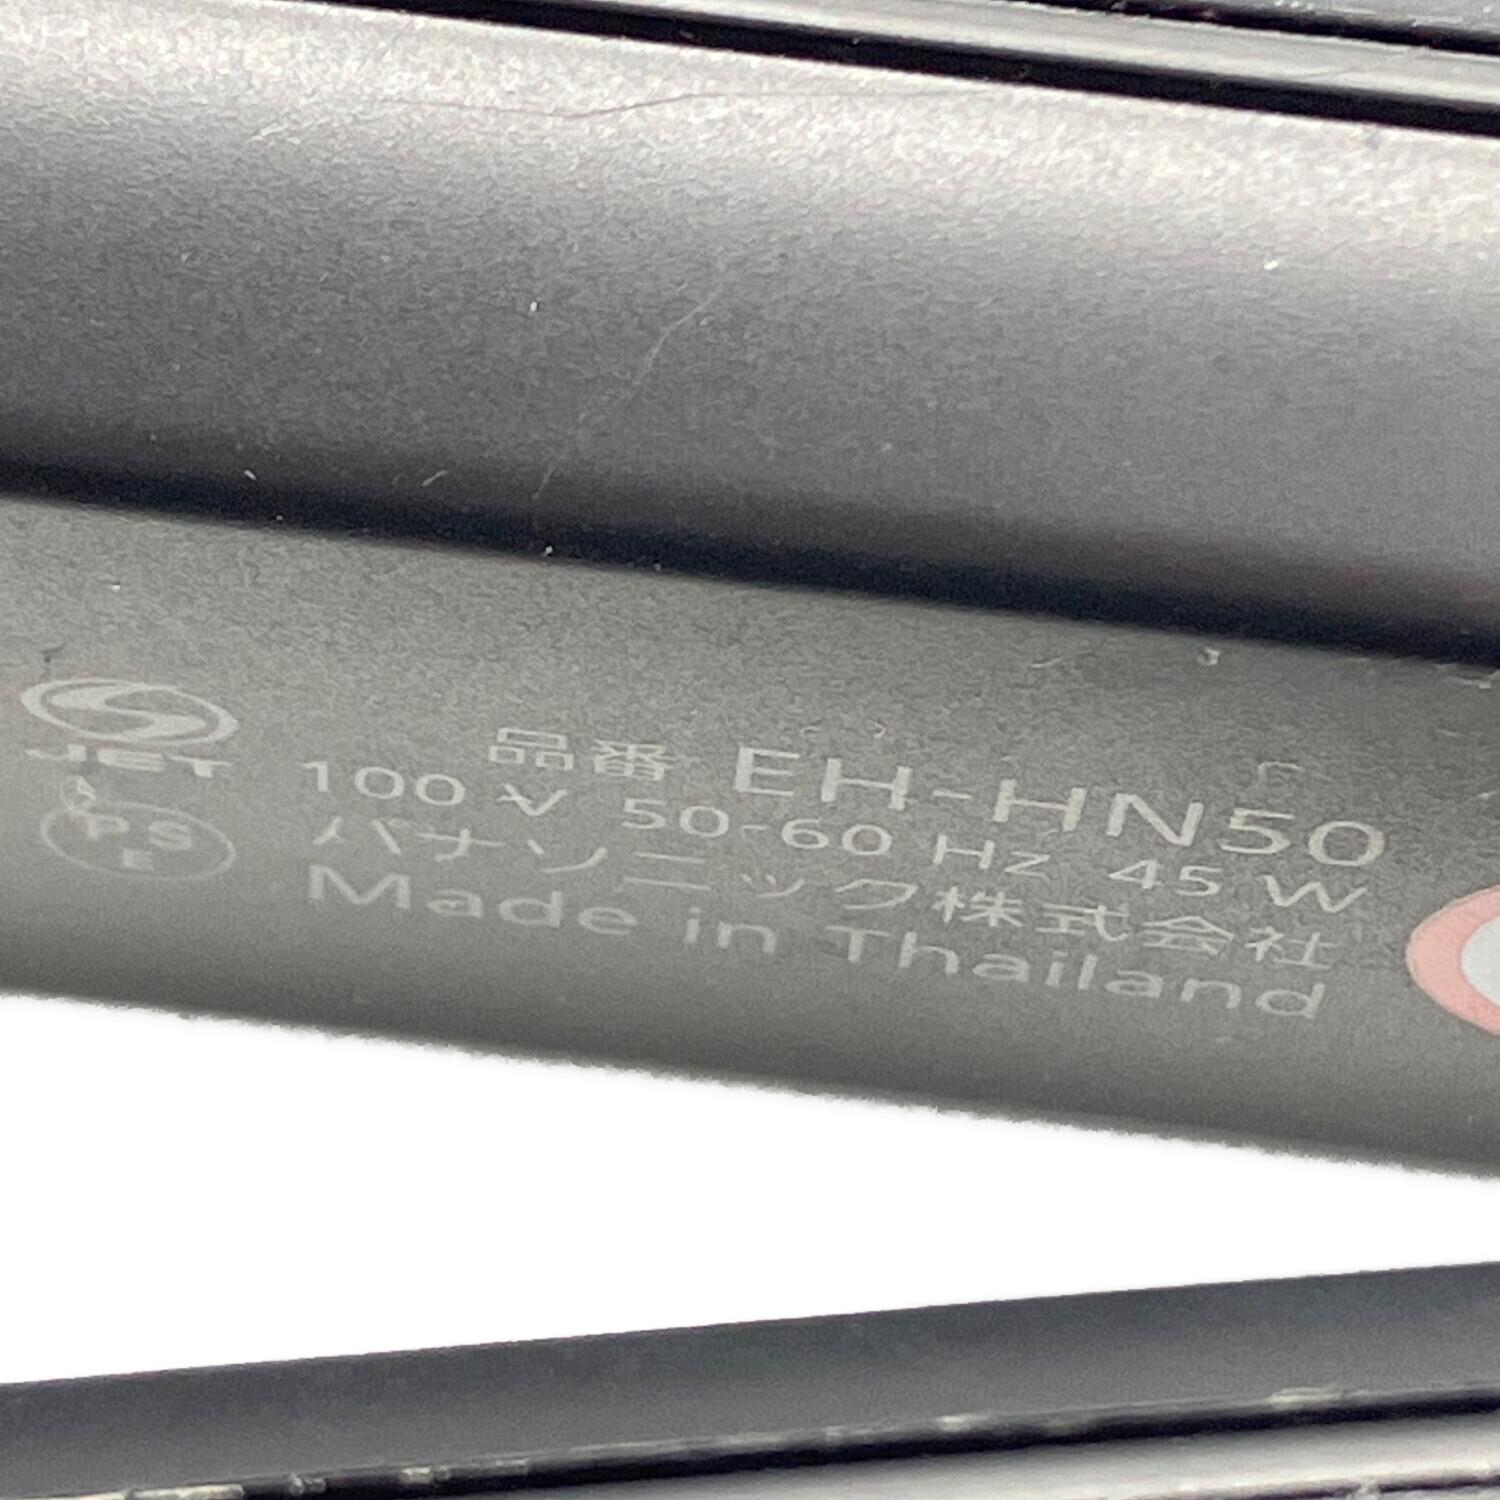 JET
PS
E
品番 EH-HN50
100 V 50-60 Hz 45 W
パナソニック株式会社
Made in Thailand